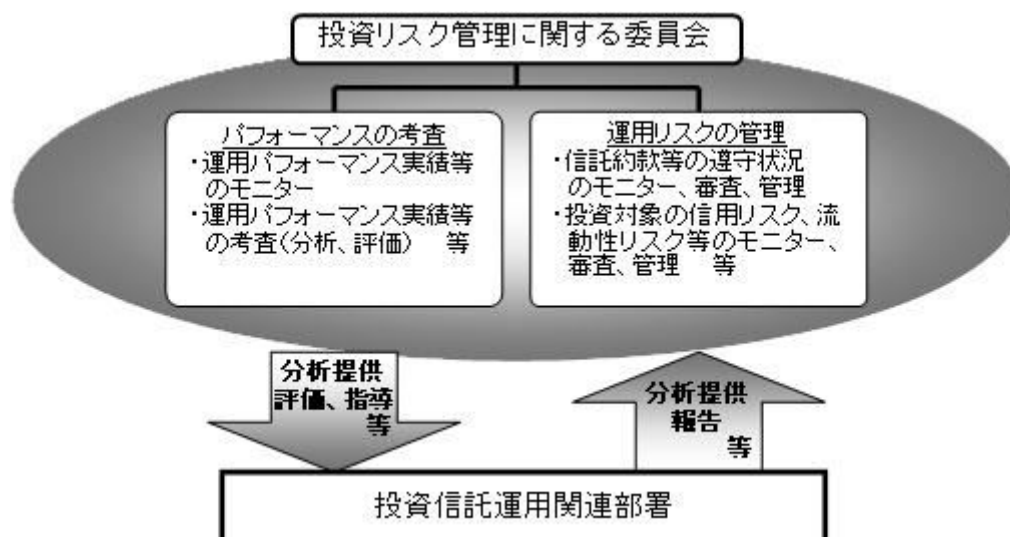 投資リスク管理に関する委員会
パフォーマンスの考査
・運用パフォーマンス実績等
のモニター
・運用パフォーマンス実績等
の考査(分析、評価) 等
運用リスクの管理
・信託約款等の遵守状況
のモニター、審査、管理
・投資対象の信用リスク、流
動性リスク等のモニター、
審査、管理 等
分析提供
評価、指導
等
分析提供
報告
等
投資信託運用関連部署